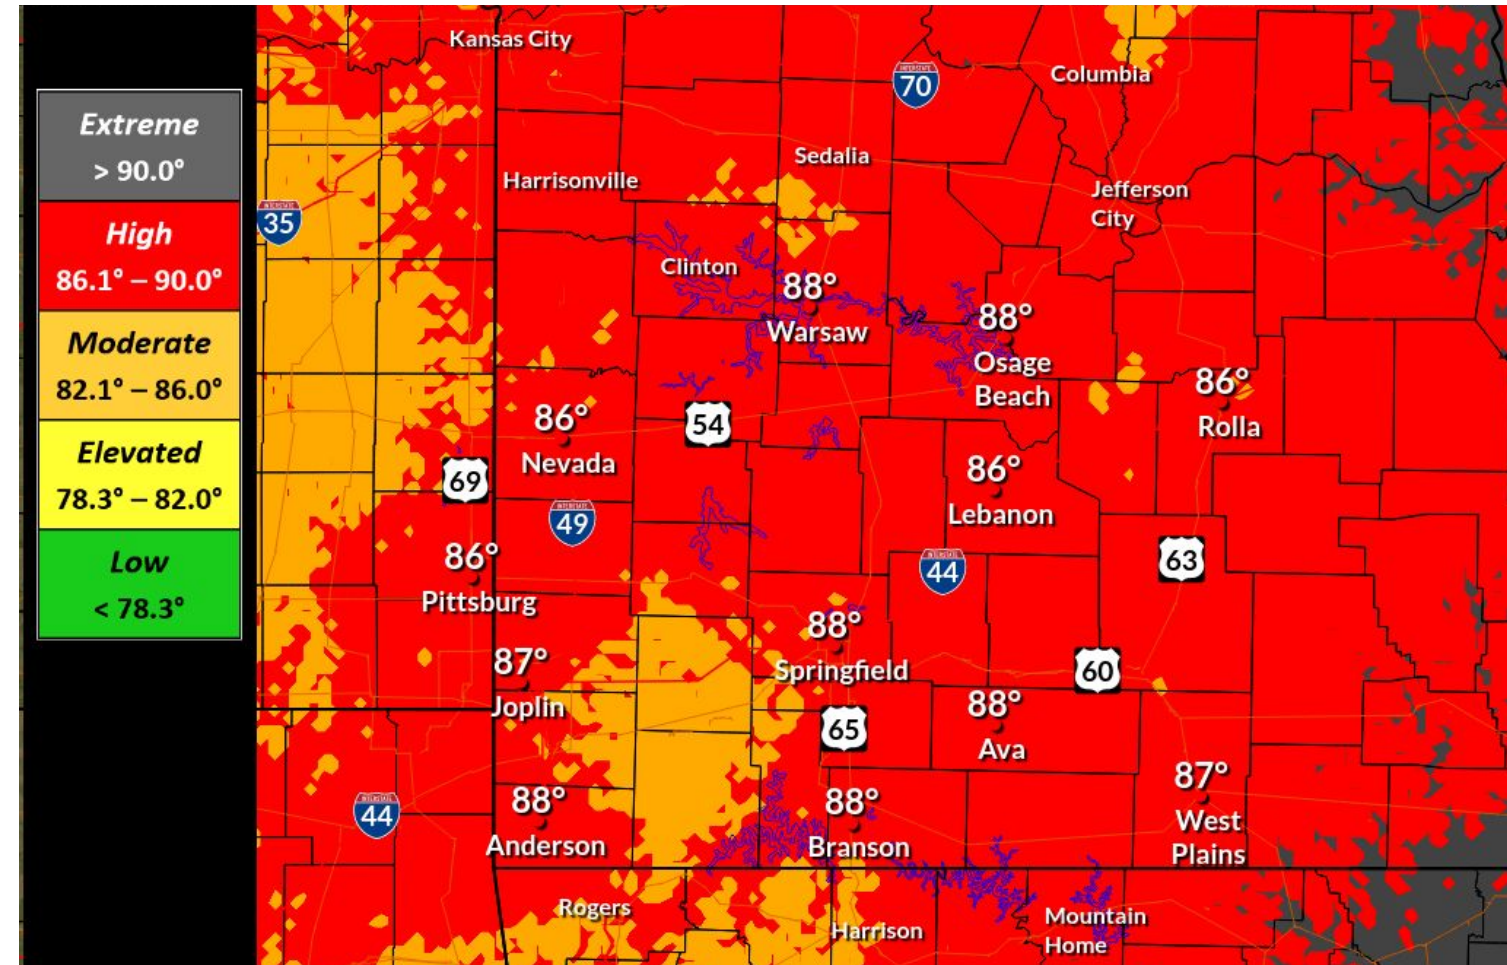 Extreme
> 90.0°
High
86.1° – 90.0°
Moderate
82.1° – 86.0°
Elevated
78.3° – 82.0°
Low
< 78.3°
Kansas City
70
Columbia
Sedalia
Harrisonville
Jefferson
City
35
Clinton
88°
Warsaw
88°
Osage
Beach
86°
Rolla
86°
Nevada
54
69
86°
Lebanon
49
86°
Pittsburg
44
63
88°
Springfield
87°
Joplin
60
88°
Ava
65
44
88°
Anderson
88°
Branson
87°
West
Plains
Rogers
Harrison
Mountain
Home